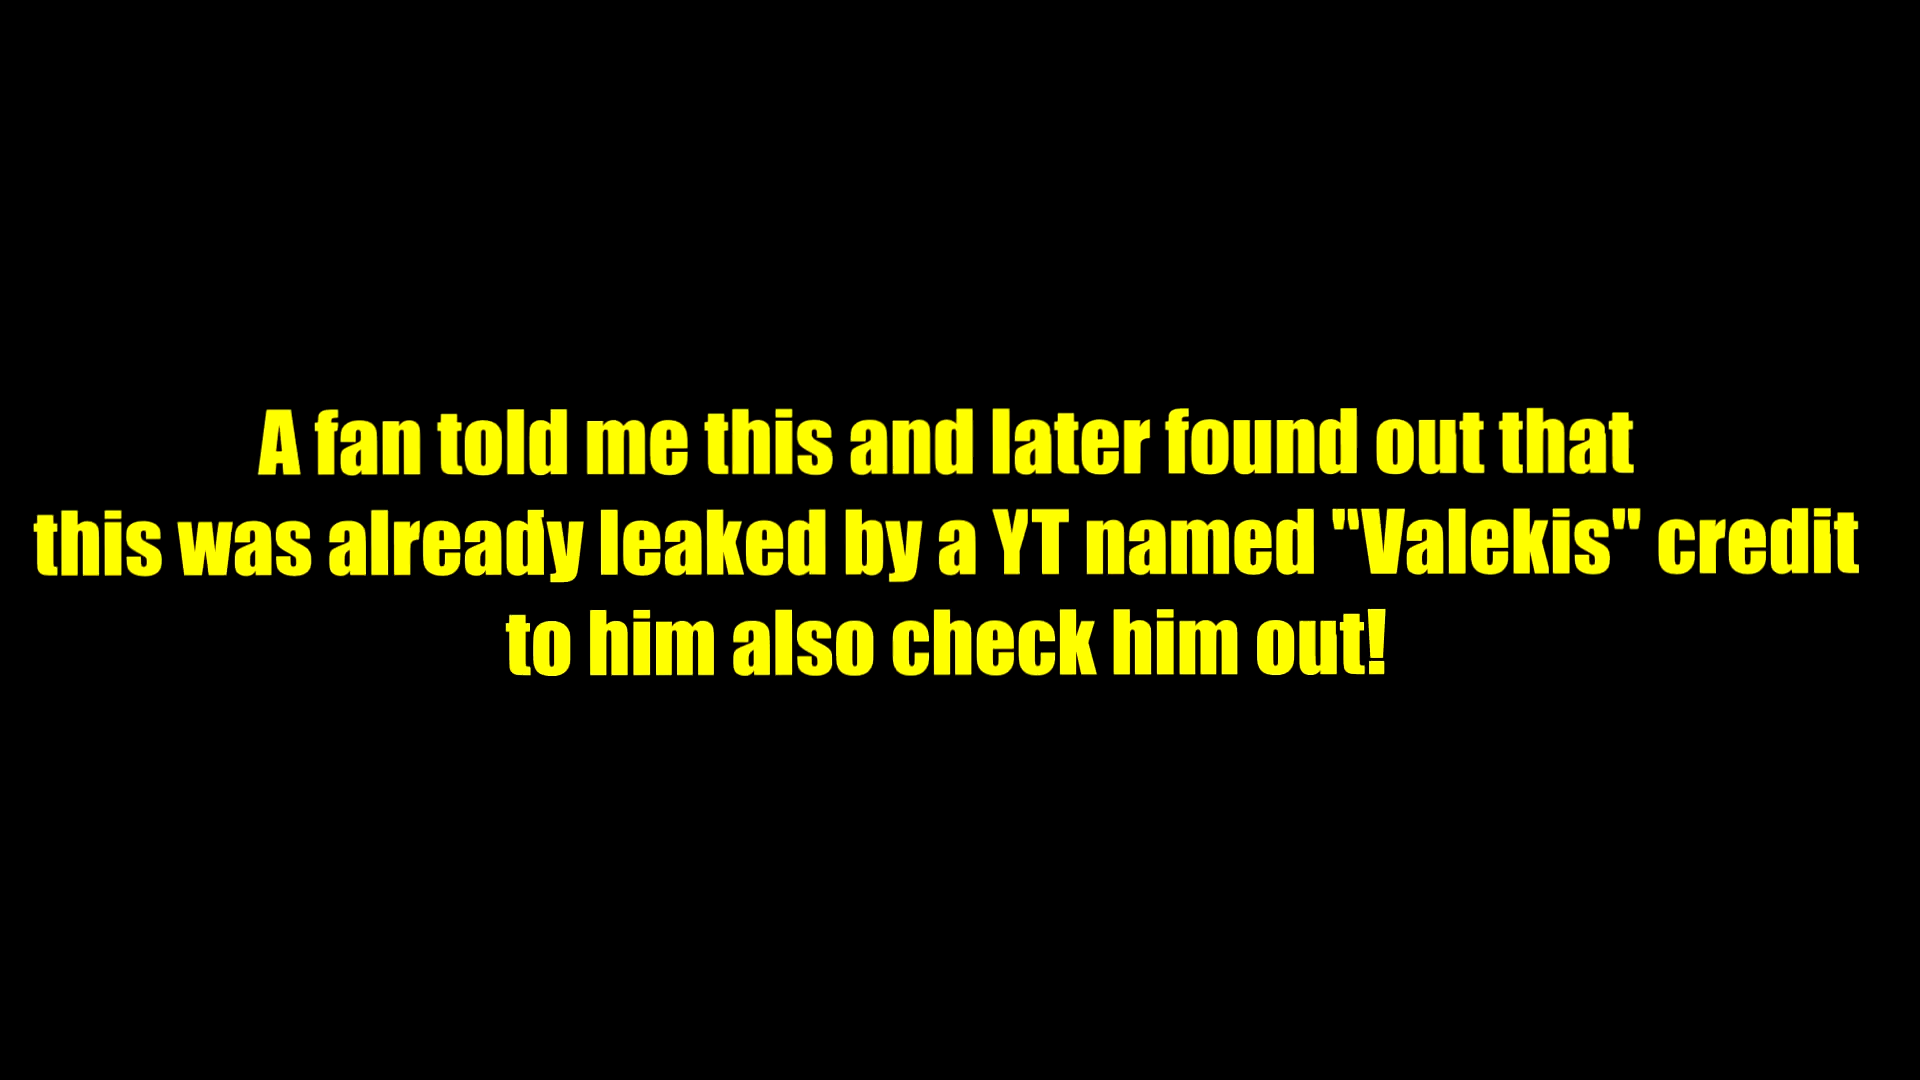 A fan told me this and later found out that
this was already leaked by a YT named "Valekis" credit
to him also check him out!